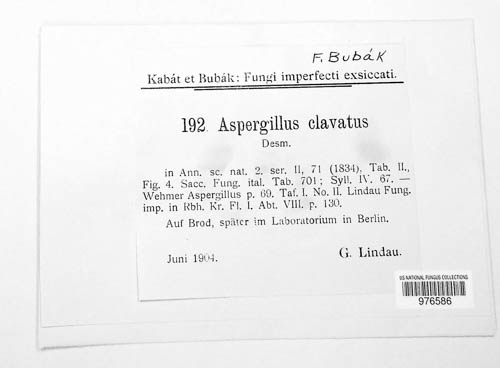 F. Bubák
Kabát et Bubák: Fungi imperfecti exsiccati.
192. Aspergillus clavatus
Desm.
in Ann. sc. nat. 2. ser. II, 71 (1834), Tab. II.,
Fig. 4. Sacc. Fung. ital. Tab. 701; Syll. IV. 67. —
Wehmer Aspergillus p. 69. Taf. I. No. II. Lindau Fung.
imp. in Rbh. Kr. Fl. I. Abt. VIII. p. 130.
Auf Brod, später im Laboratorium in Berlin.
Juni 1904.
G. Lindau.
US NATIONAL FUNGUS COLLECTIONS
976586